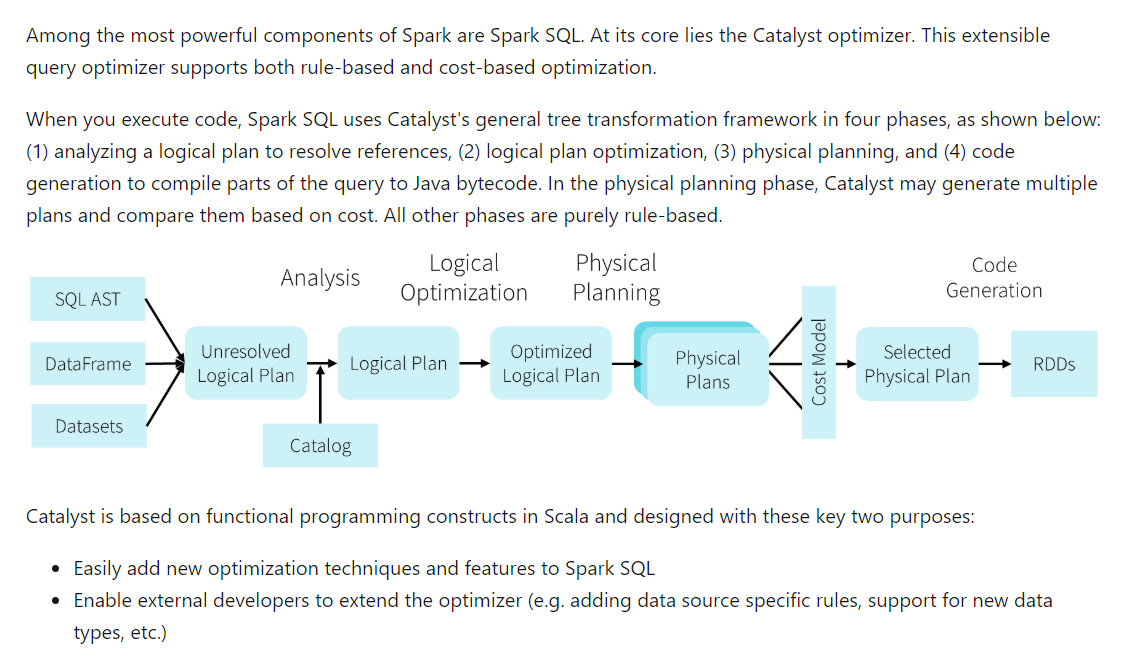 Among the most powerful components of Spark are Spark SQL. At its core lies the Catalyst optimizer. This extensible
query optimizer supports both rule-based and cost-based optimization.
When you execute code, Spark SQL uses Catalyst's general tree transformation framework in four phases, as shown below:
(1) analyzing a logical plan to resolve references, (2) logical plan optimization, (3) physical planning, and (4) code
generation to compile parts of the query to Java bytecode. In the physical planning phase, Catalyst may generate multiple
plans and compare them based on cost. All other phases are purely rule-based.
Analysis
Logical
Optimization
Physical
Planning
Code
Generation
SQL AST
DataFrame
Datasets
Unresolved
Logical Plan
Catalog
Logical Plan
Optimized
Logical Plan
Physical
Plans
Cost Model
Selected
Physical Plan
RDDs
Catalyst is based on functional programming constructs in Scala and designed with these key two purposes:
• Easily add new optimization techniques and features to Spark SQL
• Enable external developers to extend the optimizer (e.g. adding data source specific rules, support for new data
types, etc.)